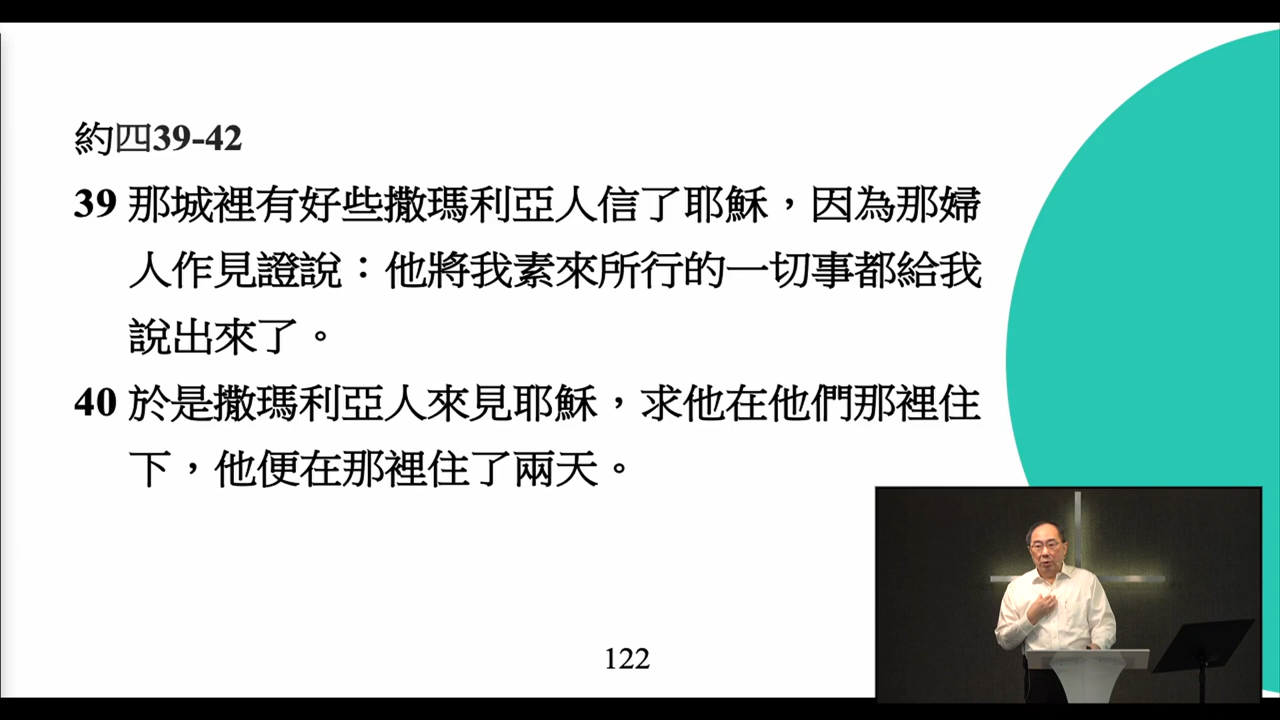 約四39-42
39 那城裡有好些撒瑪利亞人信了耶穌，因為那婦
人作見證說：他將我素來所行的一切事都給我
說出來了。
40 於是撒瑪利亞人來見耶穌，求他在他們那裡住
下，他便在那裡住了兩天。
122